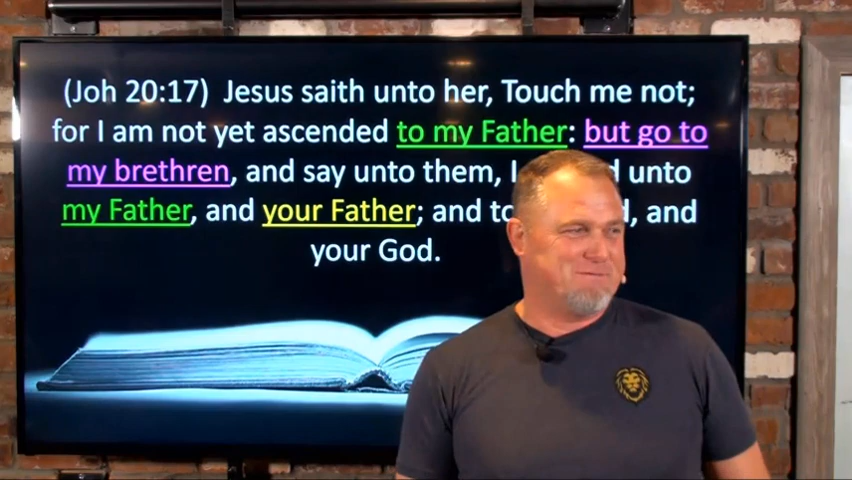 (Joh 20:17) Jesus saith unto her, Touch me not;
for I am not yet ascended to my Father: but go to
my brethren, and say unto them, I unto
my Father, and your Father; and to and
your God.